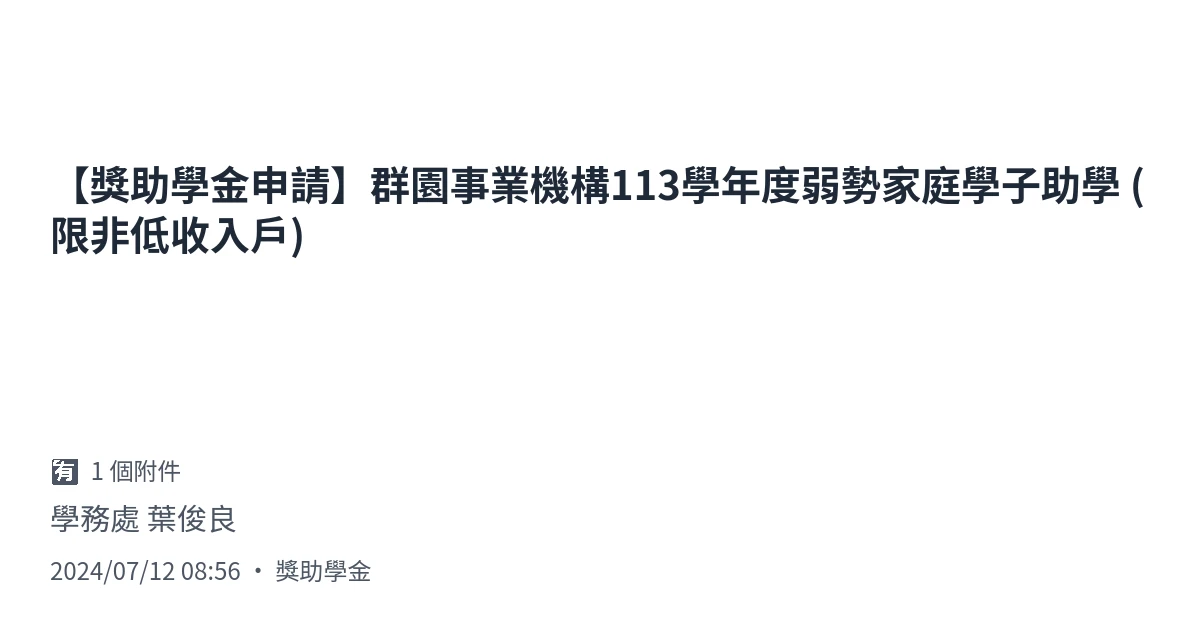 【獎助學金申請】群園事業機構113學年度弱勢家庭學子助學 (
限非低收入戶)
有 1 個附件
學務處 葉俊良
2024/07/12 08:56 • 獎助學金